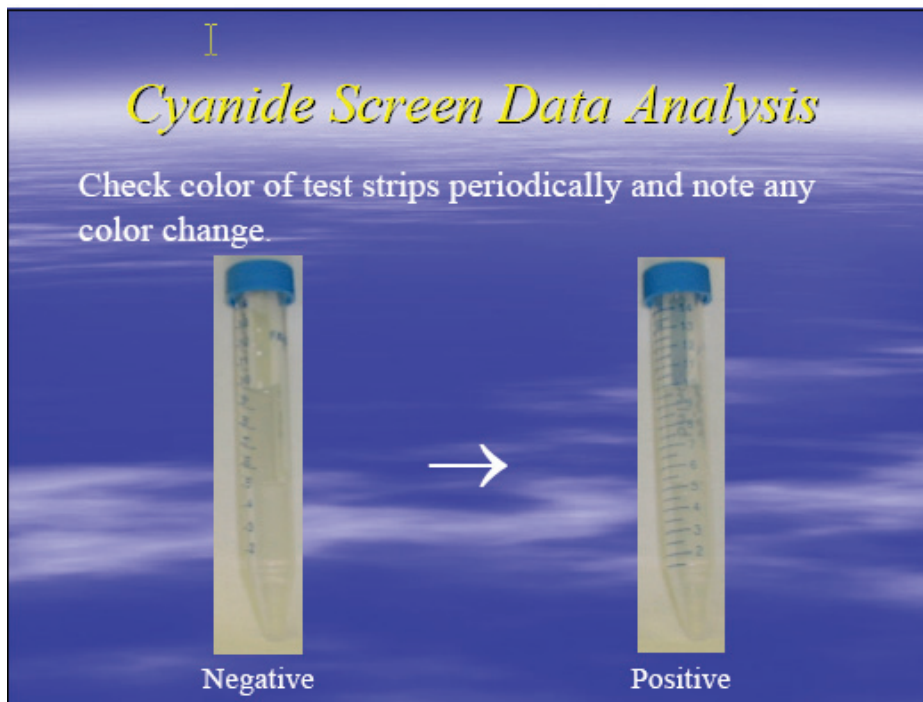 Cyanide Screen Data Analysis
Check color of test strips periodically and note any
color change.
→
Negative
Positive